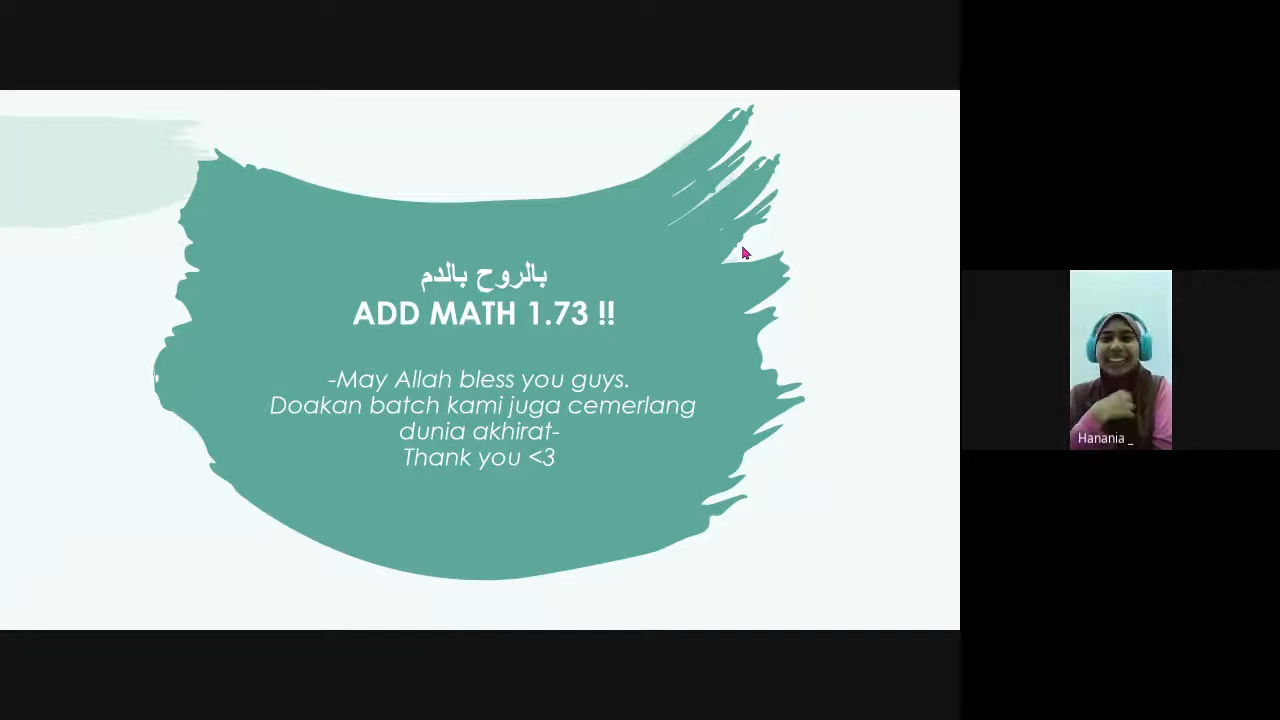 بالروح بالدم
ADD MATH 1.73 !!
-May Allah bless you guys.
Doakan batch kami juga cemerlang
dunia akhirat-
Thank you <3
Hanania _